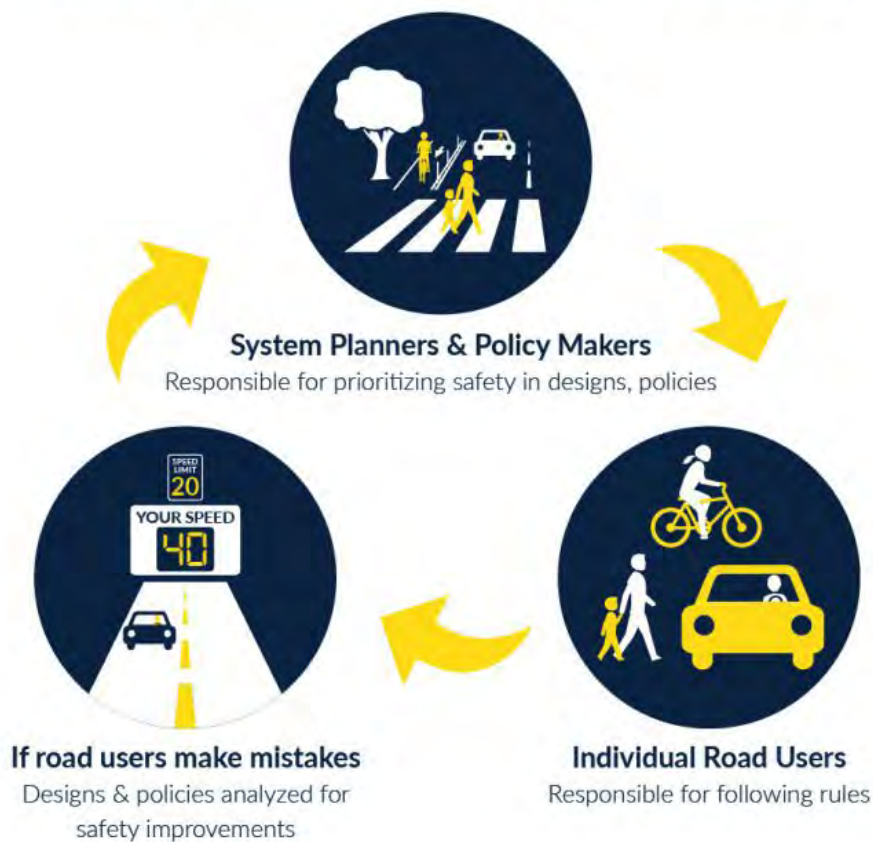 System Planners & Policy Makers
Responsible for prioritizing safety in designs, policies
SPEED
LIMIT
20
YOUR SPEED
40
If road users make mistakes
Designs & policies analyzed for
safety improvements
Individual Road Users
Responsible for following rules